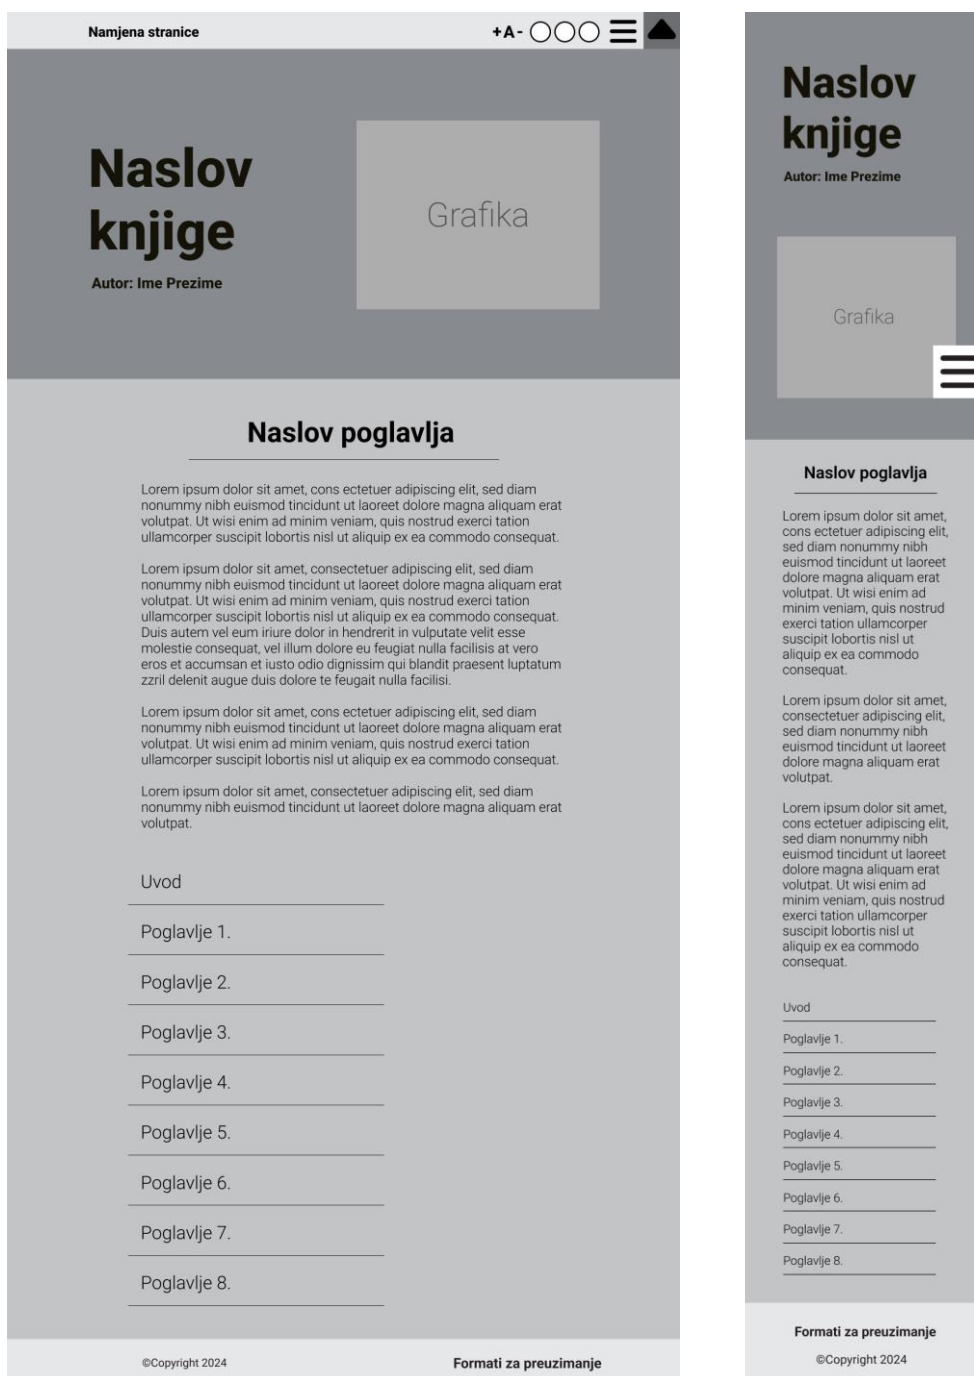 Namjena stranice
+A-
Naslov
knjige
Autor: Ime Prezime
Grafika
Naslov poglavlja
Lorem ipsum dolor sit amet, cons ectetuer adipiscing elit, sed diam
nonummy nibh euismod tincidunt ut laoreet dolore magna aliquam erat
volutpat. Ut wisi enim ad minim veniam, quis nostrud exerci tation
ullamcorper suscipit lobortis nisl ut aliquip ex ea commodo consequat.
Lorem ipsum dolor sit amet, consectetuer adipiscing elit, sed diam
nonummy nibh euismod tincidunt ut laoreet dolore magna aliquam erat
volutpat. Ut wisi enim ad minim veniam, quis nostrud exerci tation
ullamcorper suscipit lobortis nisl ut aliquip ex ea commodo consequat.
Duis autem vel eum iriure dolor in hendrerit in vulputate velit esse
molestie consequat, vel illum dolore eu feugiat nulla facilisis at vero
eros et accumsan et iusto odio dignissim qui blandit praesent luptatum
zzril delenit augue duis dolore te feugait nulla facilisi.
Lorem ipsum dolor sit amet, cons ectetuer adipiscing elit, sed diam
nonummy nibh euismod tincidunt ut laoreet dolore magna aliquam erat
volutpat. Ut wisi enim ad minim veniam, quis nostrud exerci tation
ullamcorper suscipit lobortis nisl ut aliquip ex ea commodo consequat.
Lorem ipsum dolor sit amet, consectetuer adipiscing elit, sed diam
nonummy nibh euismod tincidunt ut laoreet dolore magna aliquam erat
volutpat.
Uvod
Poglavlje 1.
Poglavlje 2.
Poglavlje 3.
Poglavlje 4.
Poglavlje 5.
Poglavlje 6.
Poglavlje 7.
Poglavlje 8.
©Copyright 2024
Formati za preuzimanje
Naslov
knjige
Autor: Ime Prezime
Grafika
Naslov poglavlja
Lorem ipsum dolor sit amet,
cons ectetuer adipiscing elit,
sed diam nonummy nibh
euismod tincidunt ut laoreet
dolore magna aliquam erat
volutpat. Ut wisi enim ad
minim veniam, quis nostrud
exerci tation ullamcorper
suscipit lobortis nisl ut
aliquip ex ea commodo
consequat.
Lorem ipsum dolor sit amet,
consectetuer adipiscing elit,
sed diam nonummy nibh
euismod tincidunt ut laoreet
dolore magna aliquam erat
volutpat.
Lorem ipsum dolor sit amet,
cons ectetuer adipiscing elit,
sed diam nonummy nibh
euismod tincidunt ut laoreet
dolore magna aliquam erat
volutpat. Ut wisi enim ad
minim veniam, quis nostrud
exerci tation ullamcorper
suscipit lobortis nisl ut
aliquip ex ea commodo
consequat.
Uvod
Poglavlje 1.
Poglavlje 2.
Poglavlje 3.
Poglavlje 4.
Poglavlje 5.
Poglavlje 6.
Poglavlje 7.
Poglavlje 8.
Formati za preuzimanje
©Copyright 2024